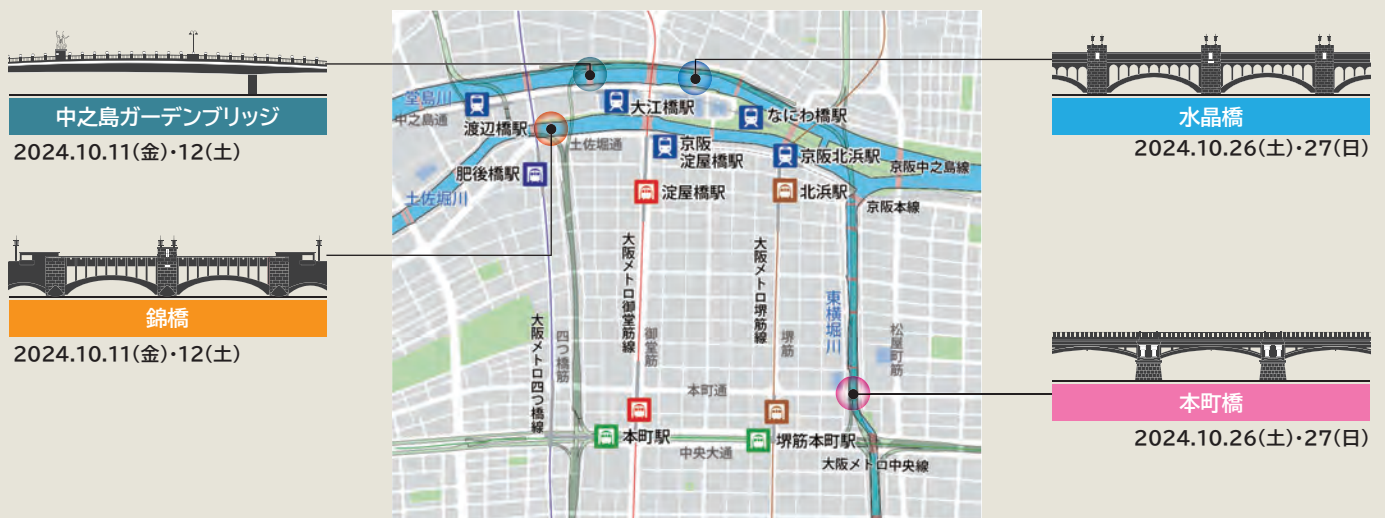 中之島ガーデンブリッジ
2024.10.11(金)・12(土)
錦橋
2024.10.11(金)・12(土)
堂島川
中之島通
渡辺橋駅
大江橋駅
なにわ橋駅
土佐堀通
京阪
淀屋橋駅
京阪北浜駅
京阪中之島線
肥後橋駅
淀屋橋駅
北浜駅
土佐堀川
京阪本線
大阪メトロ四つ橋線
四つ橋筋
大阪メトロ御堂筋線
御堂筋
大阪メトロ堺筋線
堺筋
東横堀川
松屋町筋
本町通
本町駅
中央大通
堺筋本町駅
大阪メトロ中央線
水晶橋
2024.10.26(土)・27(日)
本町橋
2024.10.26(土)・27(日)